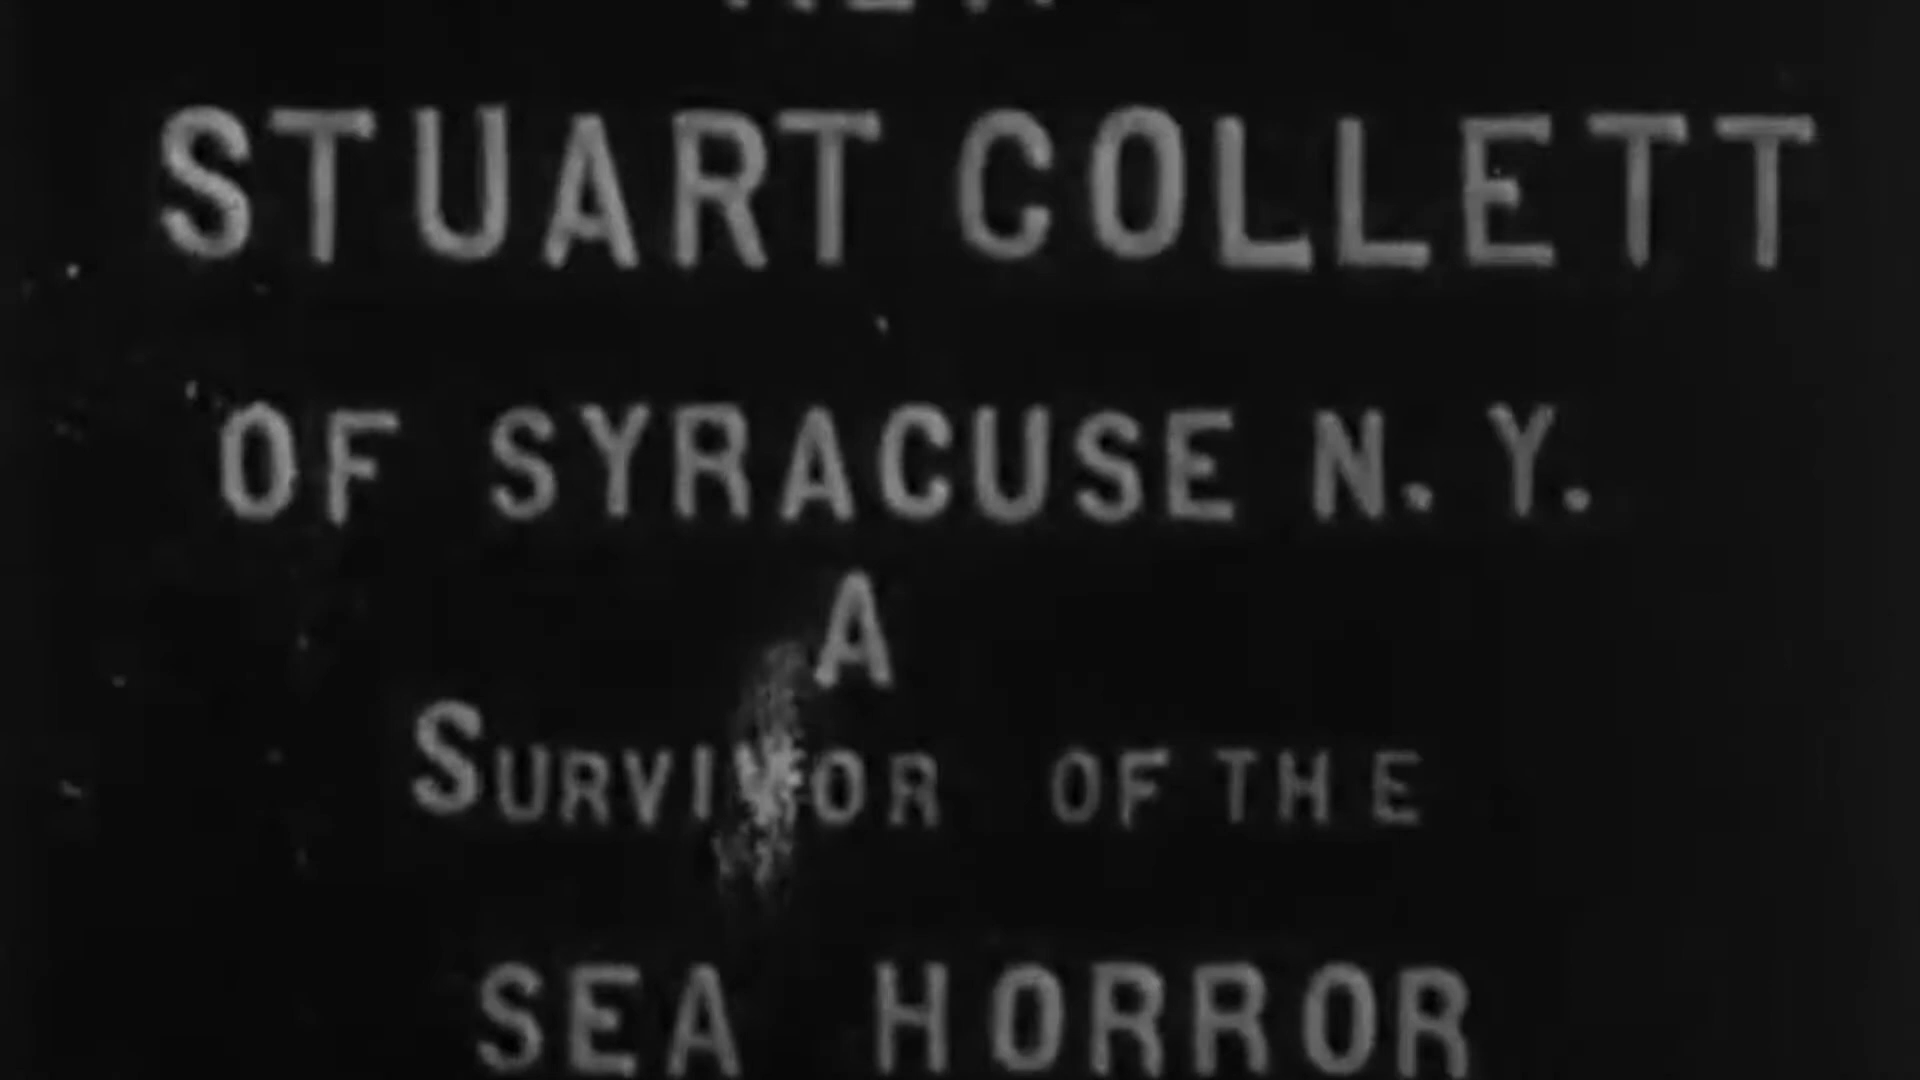 STUART COLLETT
OF SYRACUSE N.Y.
A
SURVIVOR OF THE
SEA HORROR